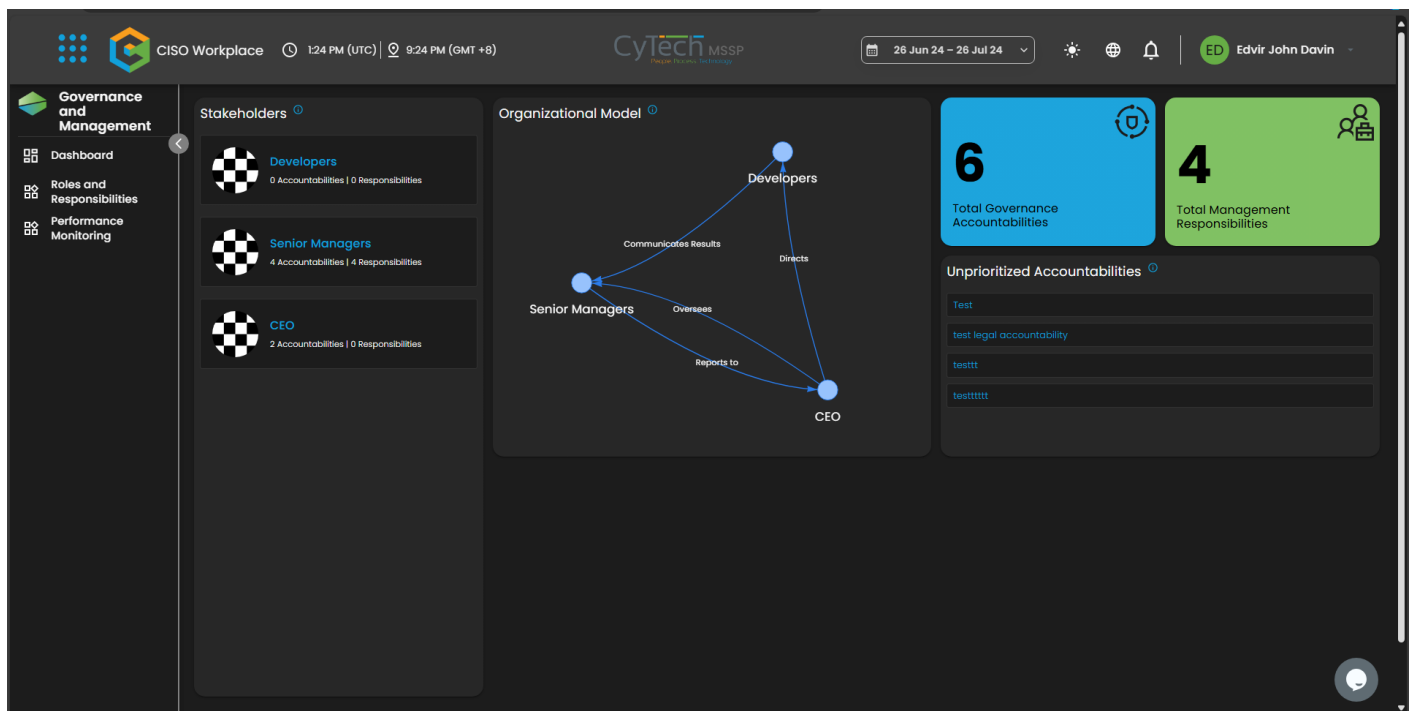 CISO Workplace
1:24 PM (UTC)
9:24 PM (GMT +8)
CyTech MSSP
People Process Technology
26 Jun 24 – 26 Jul 24
ED
Edvir John Davin
Governance
and
Management
Dashboard
Roles and
Responsibilities
Performance
Monitoring
Stakeholders
Developers
0 Accountabilities | 0 Responsibilities
Senior Managers
4 Accountabilities | 4 Responsibilities
CEO
2 Accountabilities | 0 Responsibilities
Organizational Model
Developers
Communicates Results
Directs
Senior Managers
Oversees
Reports to
CEO
6
Total Governance
Accountabilities
4
Total Management
Responsibilities
Unprioritized Accountabilities
Test
test legal accountability
testtt
testttttt